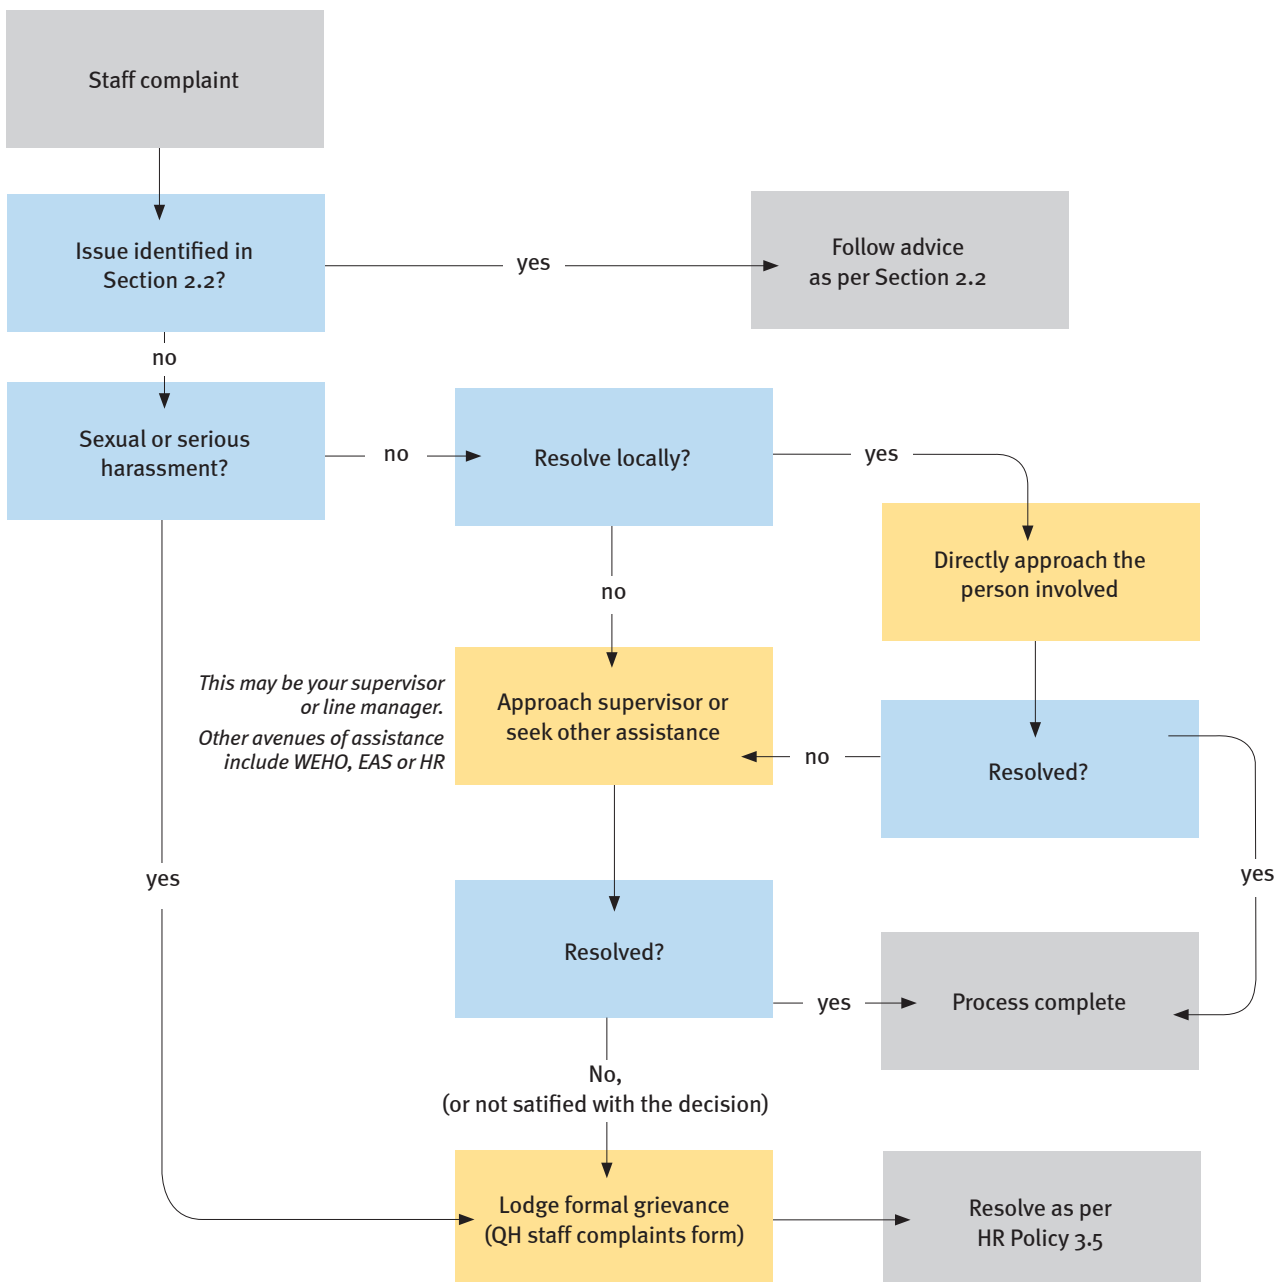 Staff complaint
Issue identified in
Section 2.2?
yes
Follow advice
as per Section 2.2
no
Sexual or serious
harassment?
no
Resolve locally?
yes
Directly approach the
person involved
no
This may be your supervisor
or line manager.
Other avenues of assistance
include WEHO, EAS or HR
Approach supervisor or
seek other assistance
no
Resolved?
yes
yes
Resolved?
yes
Process complete
No,
(or not satified with the decision)
Lodge formal grievance
(QH staff complaints form)
Resolve as per
HR Policy 3.5